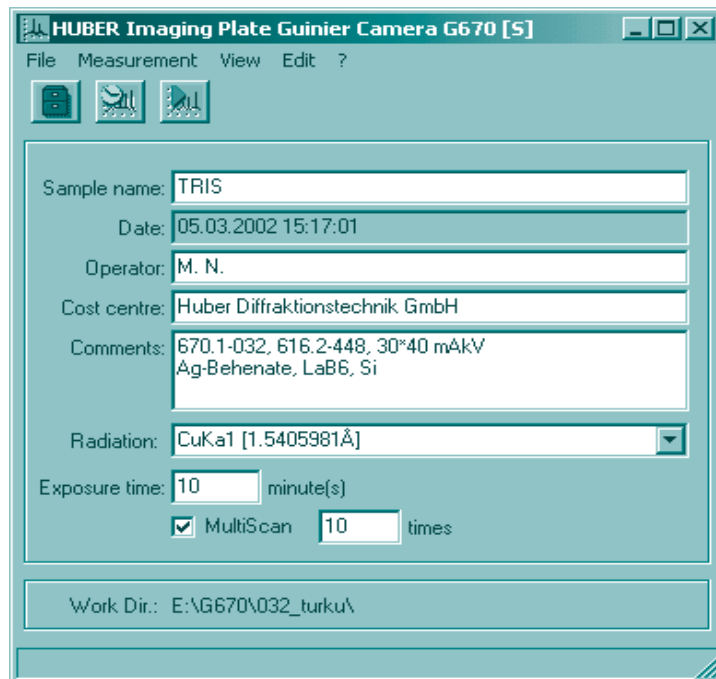 HUBER Imaging Plate Guinier Camera G670 [S]
File Measurement View Edit ?
Sample name: TRIS
Date: 05.03.2002 15:17:01
Operator: M. N.
Cost centre: Huber Diffraktionstechnik GmbH
Comments: 670.1-032, 616.2-448, 30*40 mAkV
Ag-Behenate, LaB6, Si
Radiation: CuKa1 [1.5405981Å]
Exposure time: 10 minute(s)
MultiScan 10 times
Work Dir.: E:\G670\032_turku\